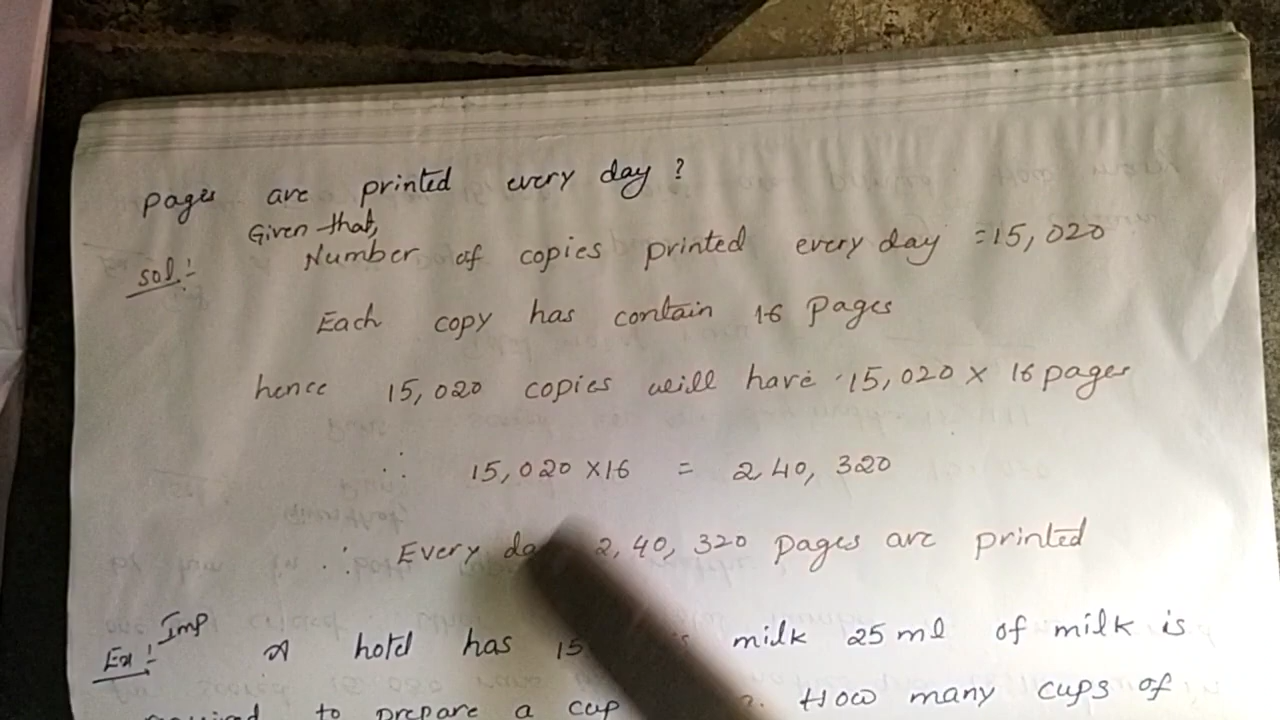 pages are printed every day ?
Given that,
Sol:- Number of copies printed every day = 15,020
Each copy has contain 16 Pages
hence 15,020 copies will have 15,020 × 16 pages
∴ 15,020 ×16 = 2,40, 320
∴ Every 2,40, 320 pages are printed
Imp
Ex:- A hotel has 15 milk 25 ml of milk is
to prepare a cup How many cups of